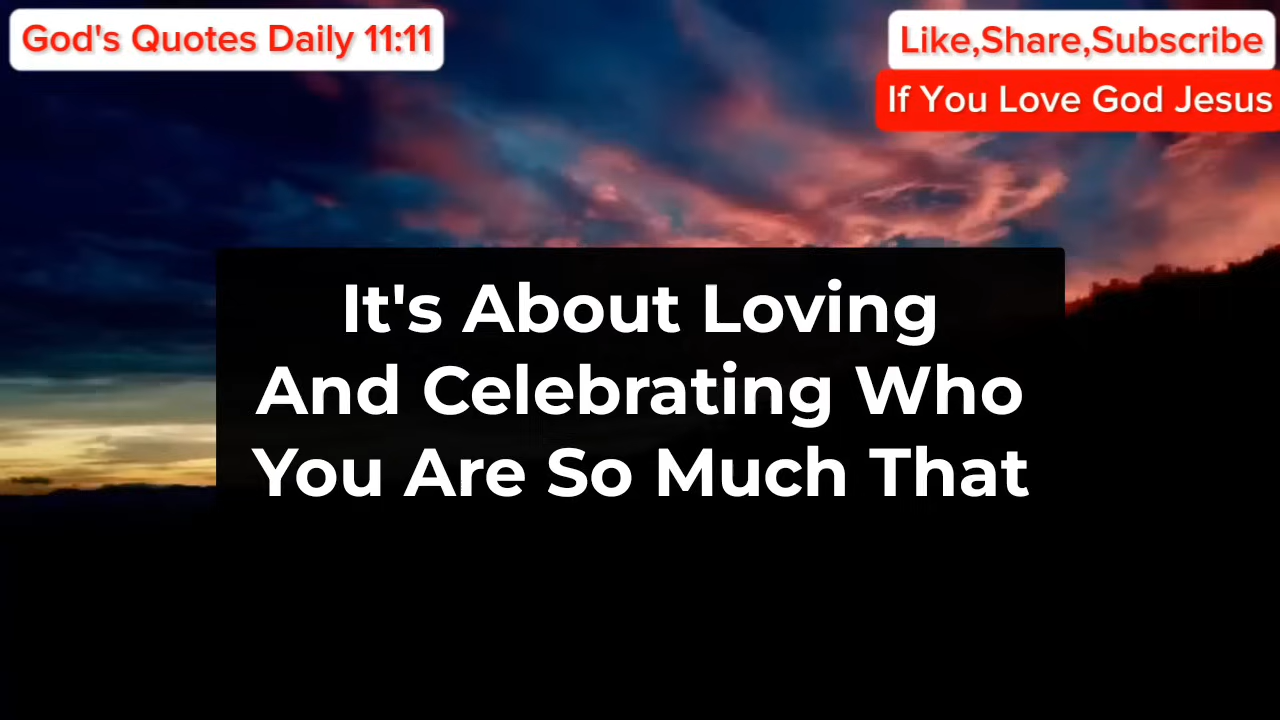 God's Quotes Daily 11:11
Like,Share,Subscribe
If You Love God Jesus
It's About Loving
And Celebrating Who
You Are So Much That